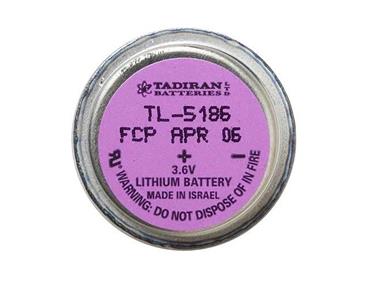 TADIRAN LTD
BATTERIES
TL-5186
FCP APR 06
+ -
3.6V
LITHIUM BATTERY
MADE IN ISRAEL
WARNING: DO NOT DISPOSE OF IN FIRE